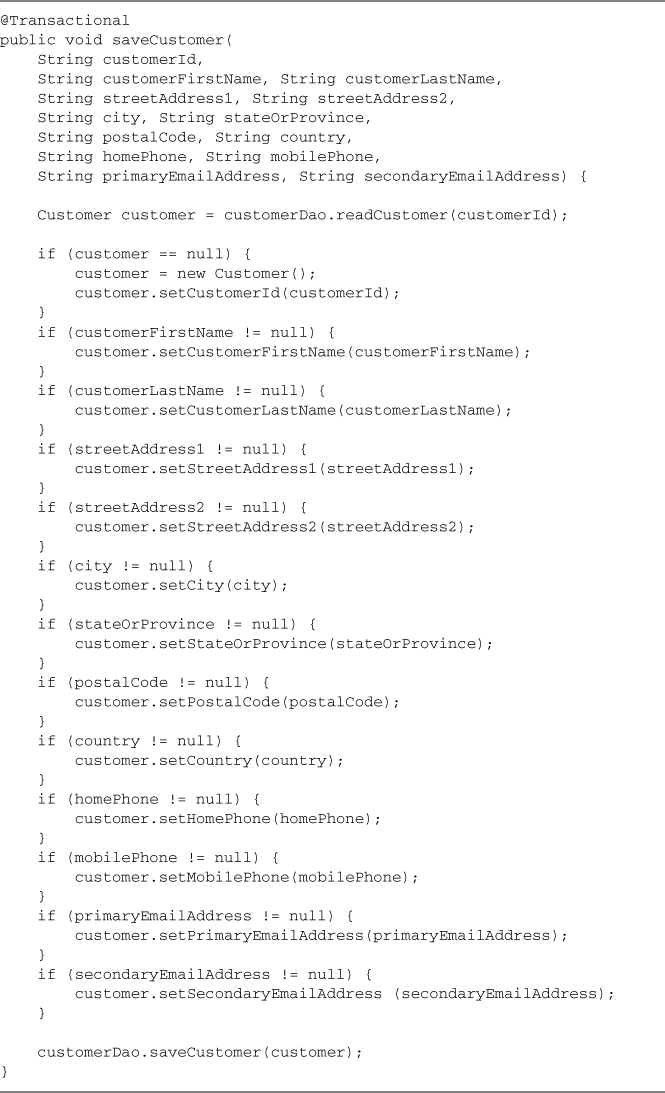 @Transactional
public void saveCustomer(
    String customerId,
    String customerFirstName, String customerLastName,
    String streetAddress1, String streetAddress2,
    String city, String stateOrProvince,
    String postalCode, String country,
    String homePhone, String mobilePhone,
    String primaryEmailAddress, String secondaryEmailAddress) {

    Customer customer = customerDao.readCustomer(customerId);

    if (customer == null) {
        customer = new Customer();
        customer.setCustomerId(customerId);
    }
    if (customerFirstName != null) {
        customer.setCustomerFirstName(customerFirstName);
    }
    if (customerLastName != null) {
        customer.setCustomerLastName(customerLastName);
    }
    if (streetAddress1 != null) {
        customer.setStreetAddress1(streetAddress1);
    }
    if (streetAddress2 != null) {
        customer.setStreetAddress2(streetAddress2);
    }
    if (city != null) {
        customer.setCity(city);
    }
    if (stateOrProvince != null) {
        customer.setStateOrProvince(stateOrProvince);
    }
    if (postalCode != null) {
        customer.setPostalCode(postalCode);
    }
    if (country != null) {
        customer.setCountry(country);
    }
    if (homePhone != null) {
        customer.setHomePhone(homePhone);
    }
    if (mobilePhone != null) {
        customer.setMobilePhone(mobilePhone);
    }
    if (primaryEmailAddress != null) {
        customer.setPrimaryEmailAddress(primaryEmailAddress);
    }
    if (secondaryEmailAddress != null) {
        customer.setSecondaryEmailAddress (secondaryEmailAddress);
    }

    customerDao.saveCustomer(customer);
}